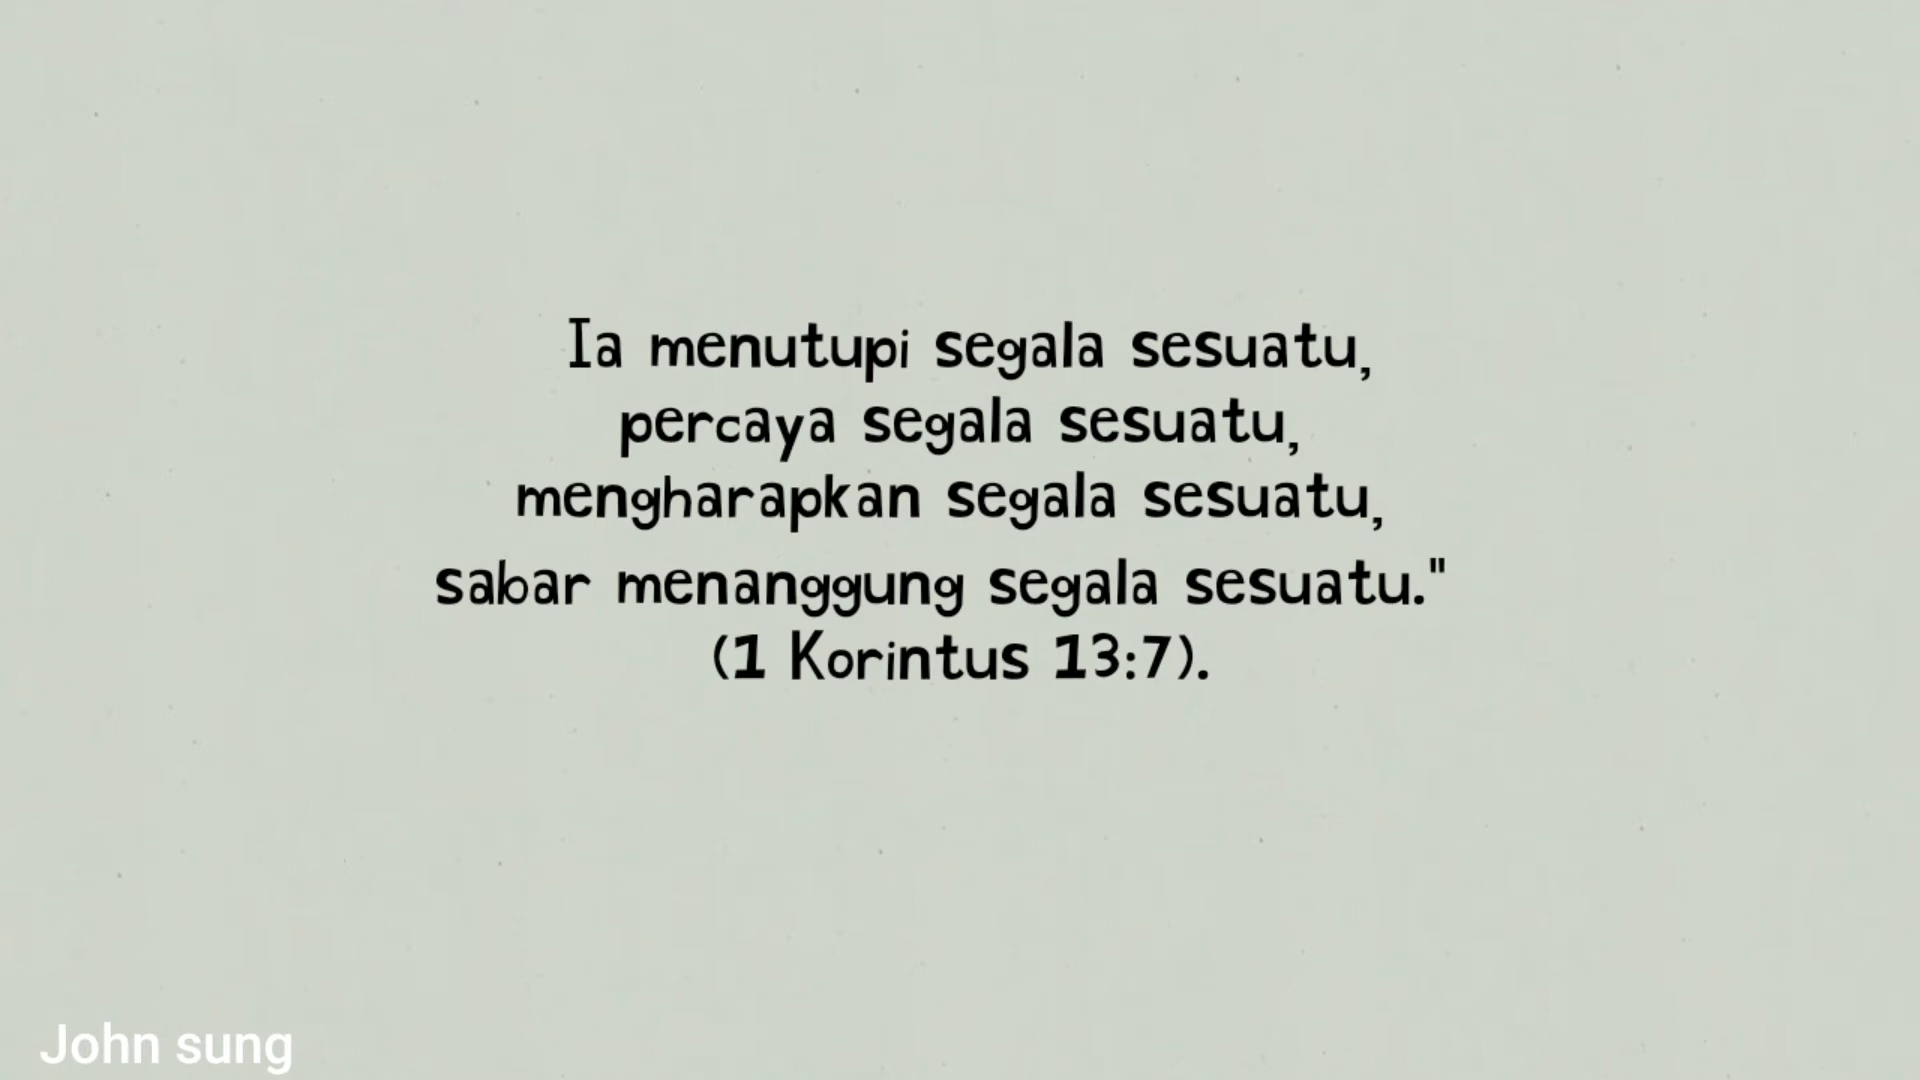 Ia menutupi segala sesuatu,
percaya segala sesuatu,
mengharapkan segala sesuatu,
sabar menanggung segala sesuatu."
(1 Korintus 13:7).
John sung